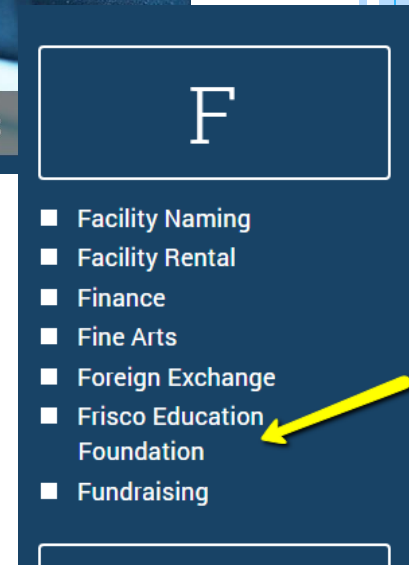 F
Facility Naming
Facility Rental
Finance
Fine Arts
Foreign Exchange
Frisco Education
Foundation
Fundraising